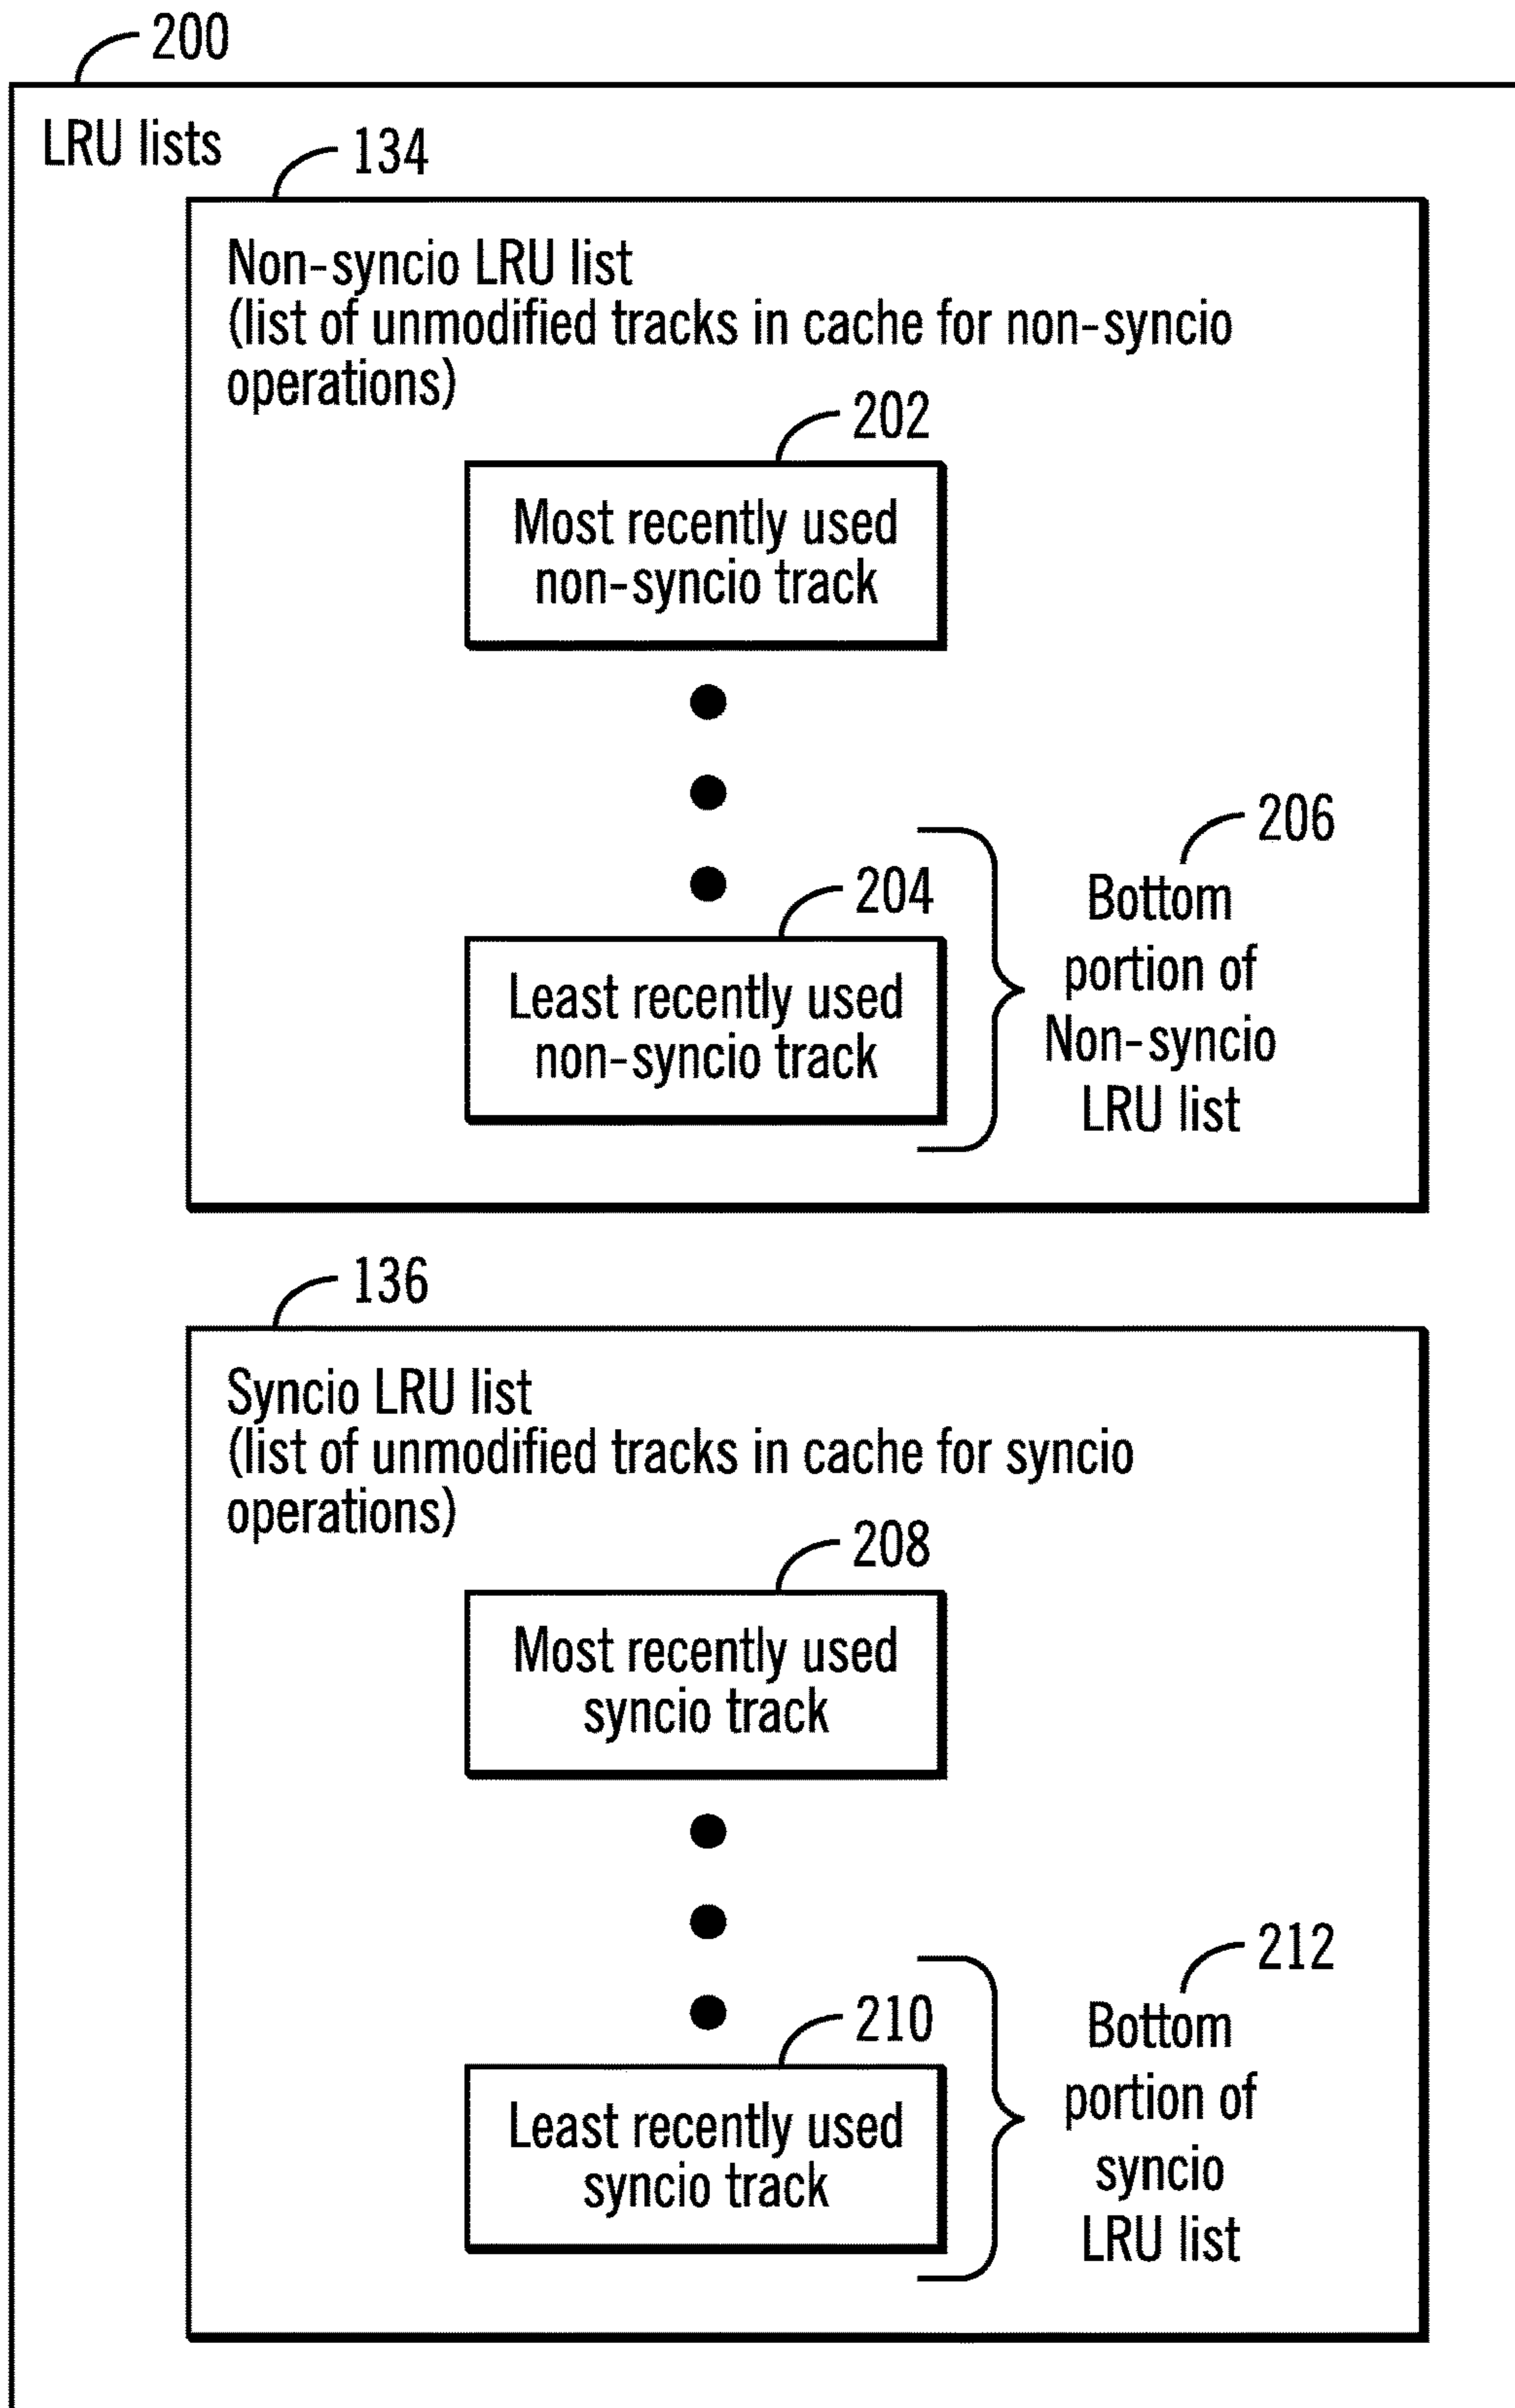 200
LRU lists
134
Non-syncio LRU list
(list of unmodified tracks in cache for non-syncio
operations)
202
Most recently used
non-syncio track
206
Bottom
portion of
Non-syncio
LRU list
204
Least recently used
non-syncio track
136
Syncio LRU list
(list of unmodified tracks in cache for syncio
operations)
208
Most recently used
syncio track
212
Bottom
portion of
syncio
LRU list
210
Least recently used
syncio track